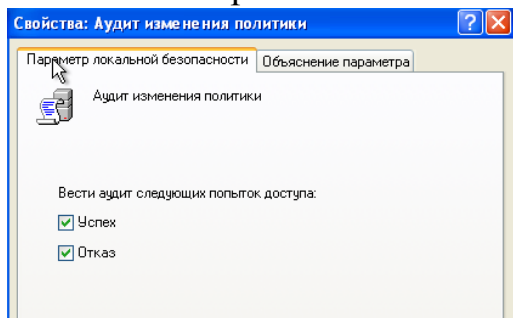 Свойства: Аудит изменения политики
Параметр локальной безопасности Объяснение параметра
Аудит изменения политики
Вести аудит следующих попыток доступа:
Успех
Отказ